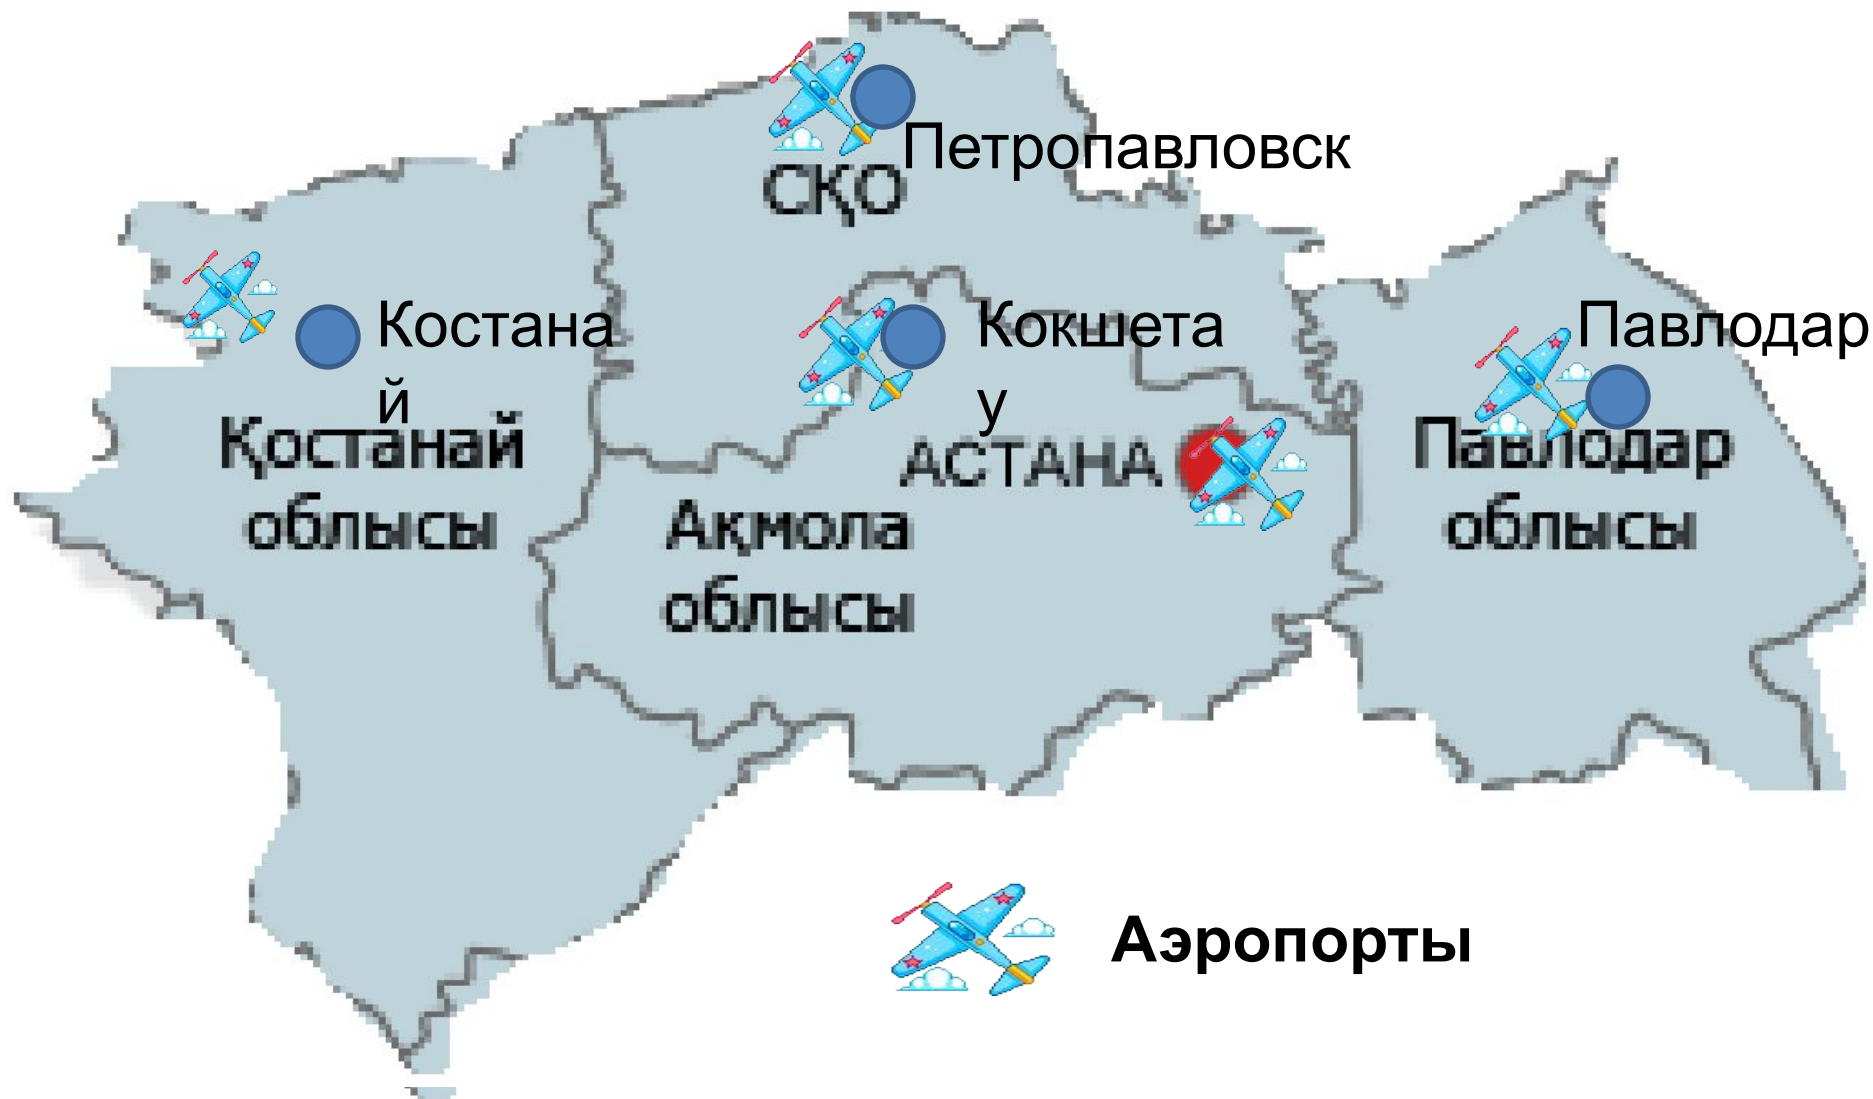 Петропавловск
СҚО
Костана
й
Кокшета
у
Павлодар
Қостанай
облысы
АСТАНА
Ақмола
облысы
Павлодар
облысы
Аэропорты